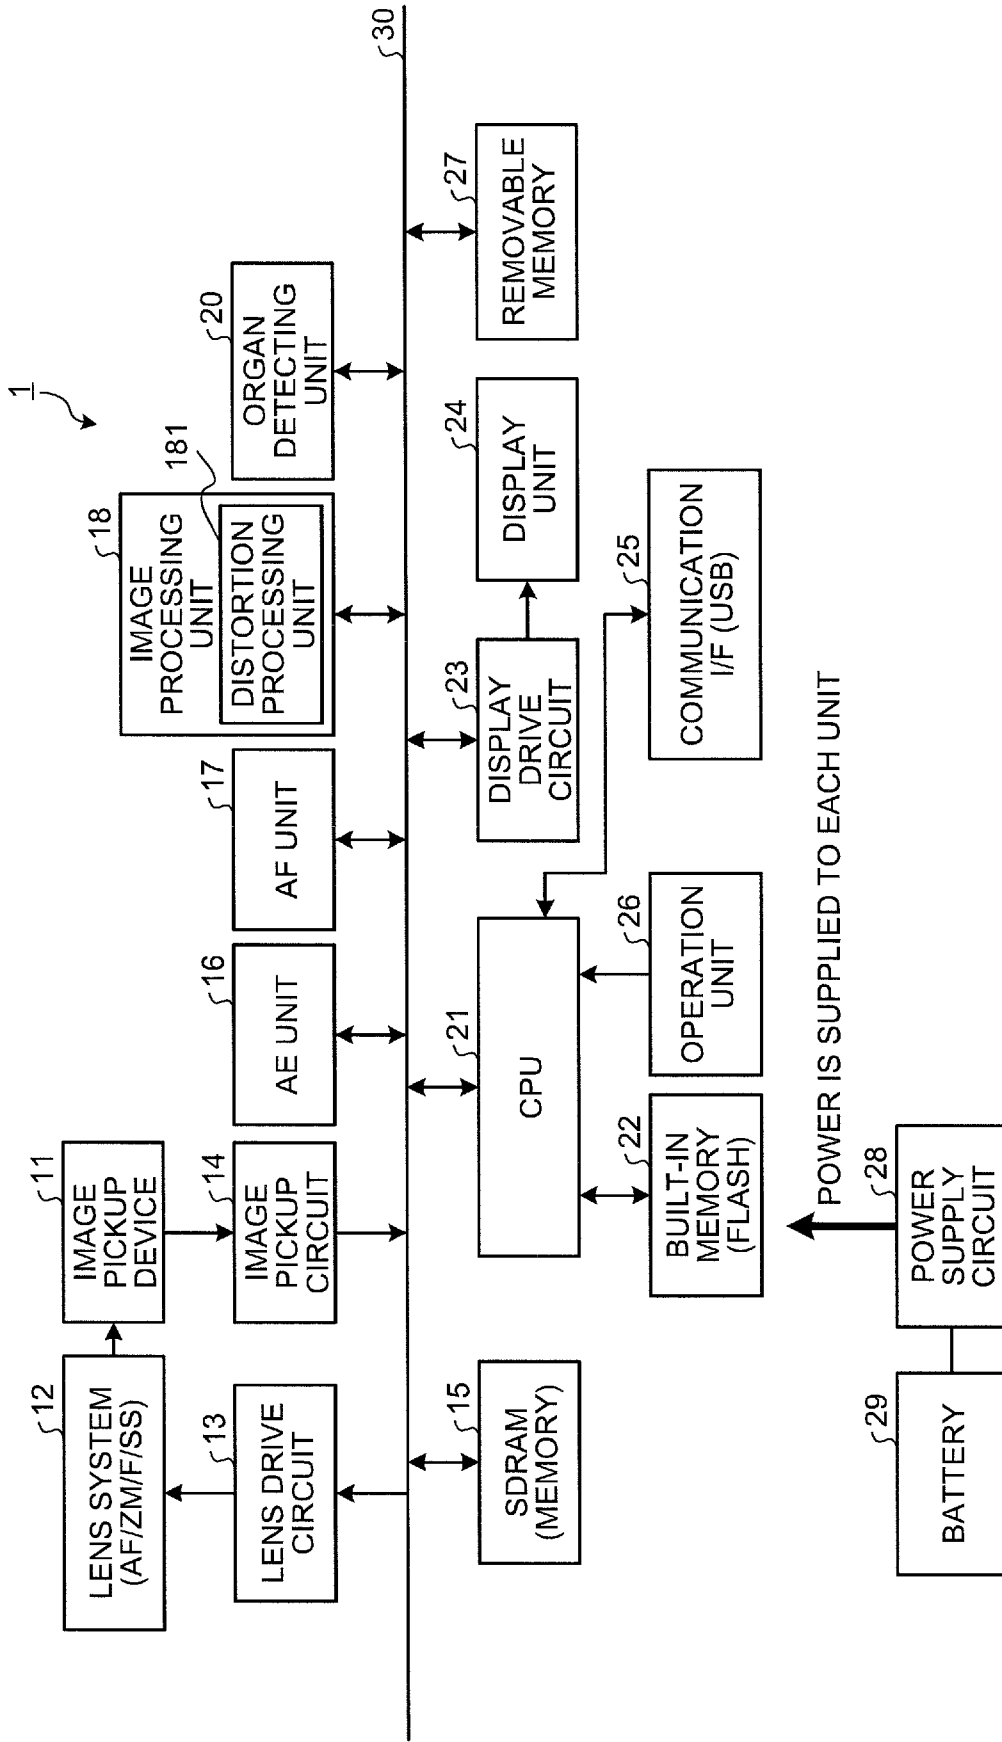 1
12
LENS SYSTEM
(AF/ZM/F/SS)
11
IMAGE
PICKUP
DEVICE
13
LENS DRIVE
CIRCUIT
14
IMAGE
PICKUP
CIRCUIT
16
AE UNIT
17
AF UNIT
18
IMAGE
PROCESSING
UNIT
181
DISTORTION
PROCESSING
UNIT
20
ORGAN
DETECTING
UNIT
30
15
SDRAM
(MEMORY)
21
CPU
23
DISPLAY
DRIVE
CIRCUIT
24
DISPLAY
UNIT
27
REMOVABLE
MEMORY
22
BUILT-IN
MEMORY
(FLASH)
26
OPERATION
UNIT
25
COMMUNICATION
I/F (USB)
POWER IS SUPPLIED TO EACH UNIT
29
BATTERY
28
POWER
SUPPLY
CIRCUIT